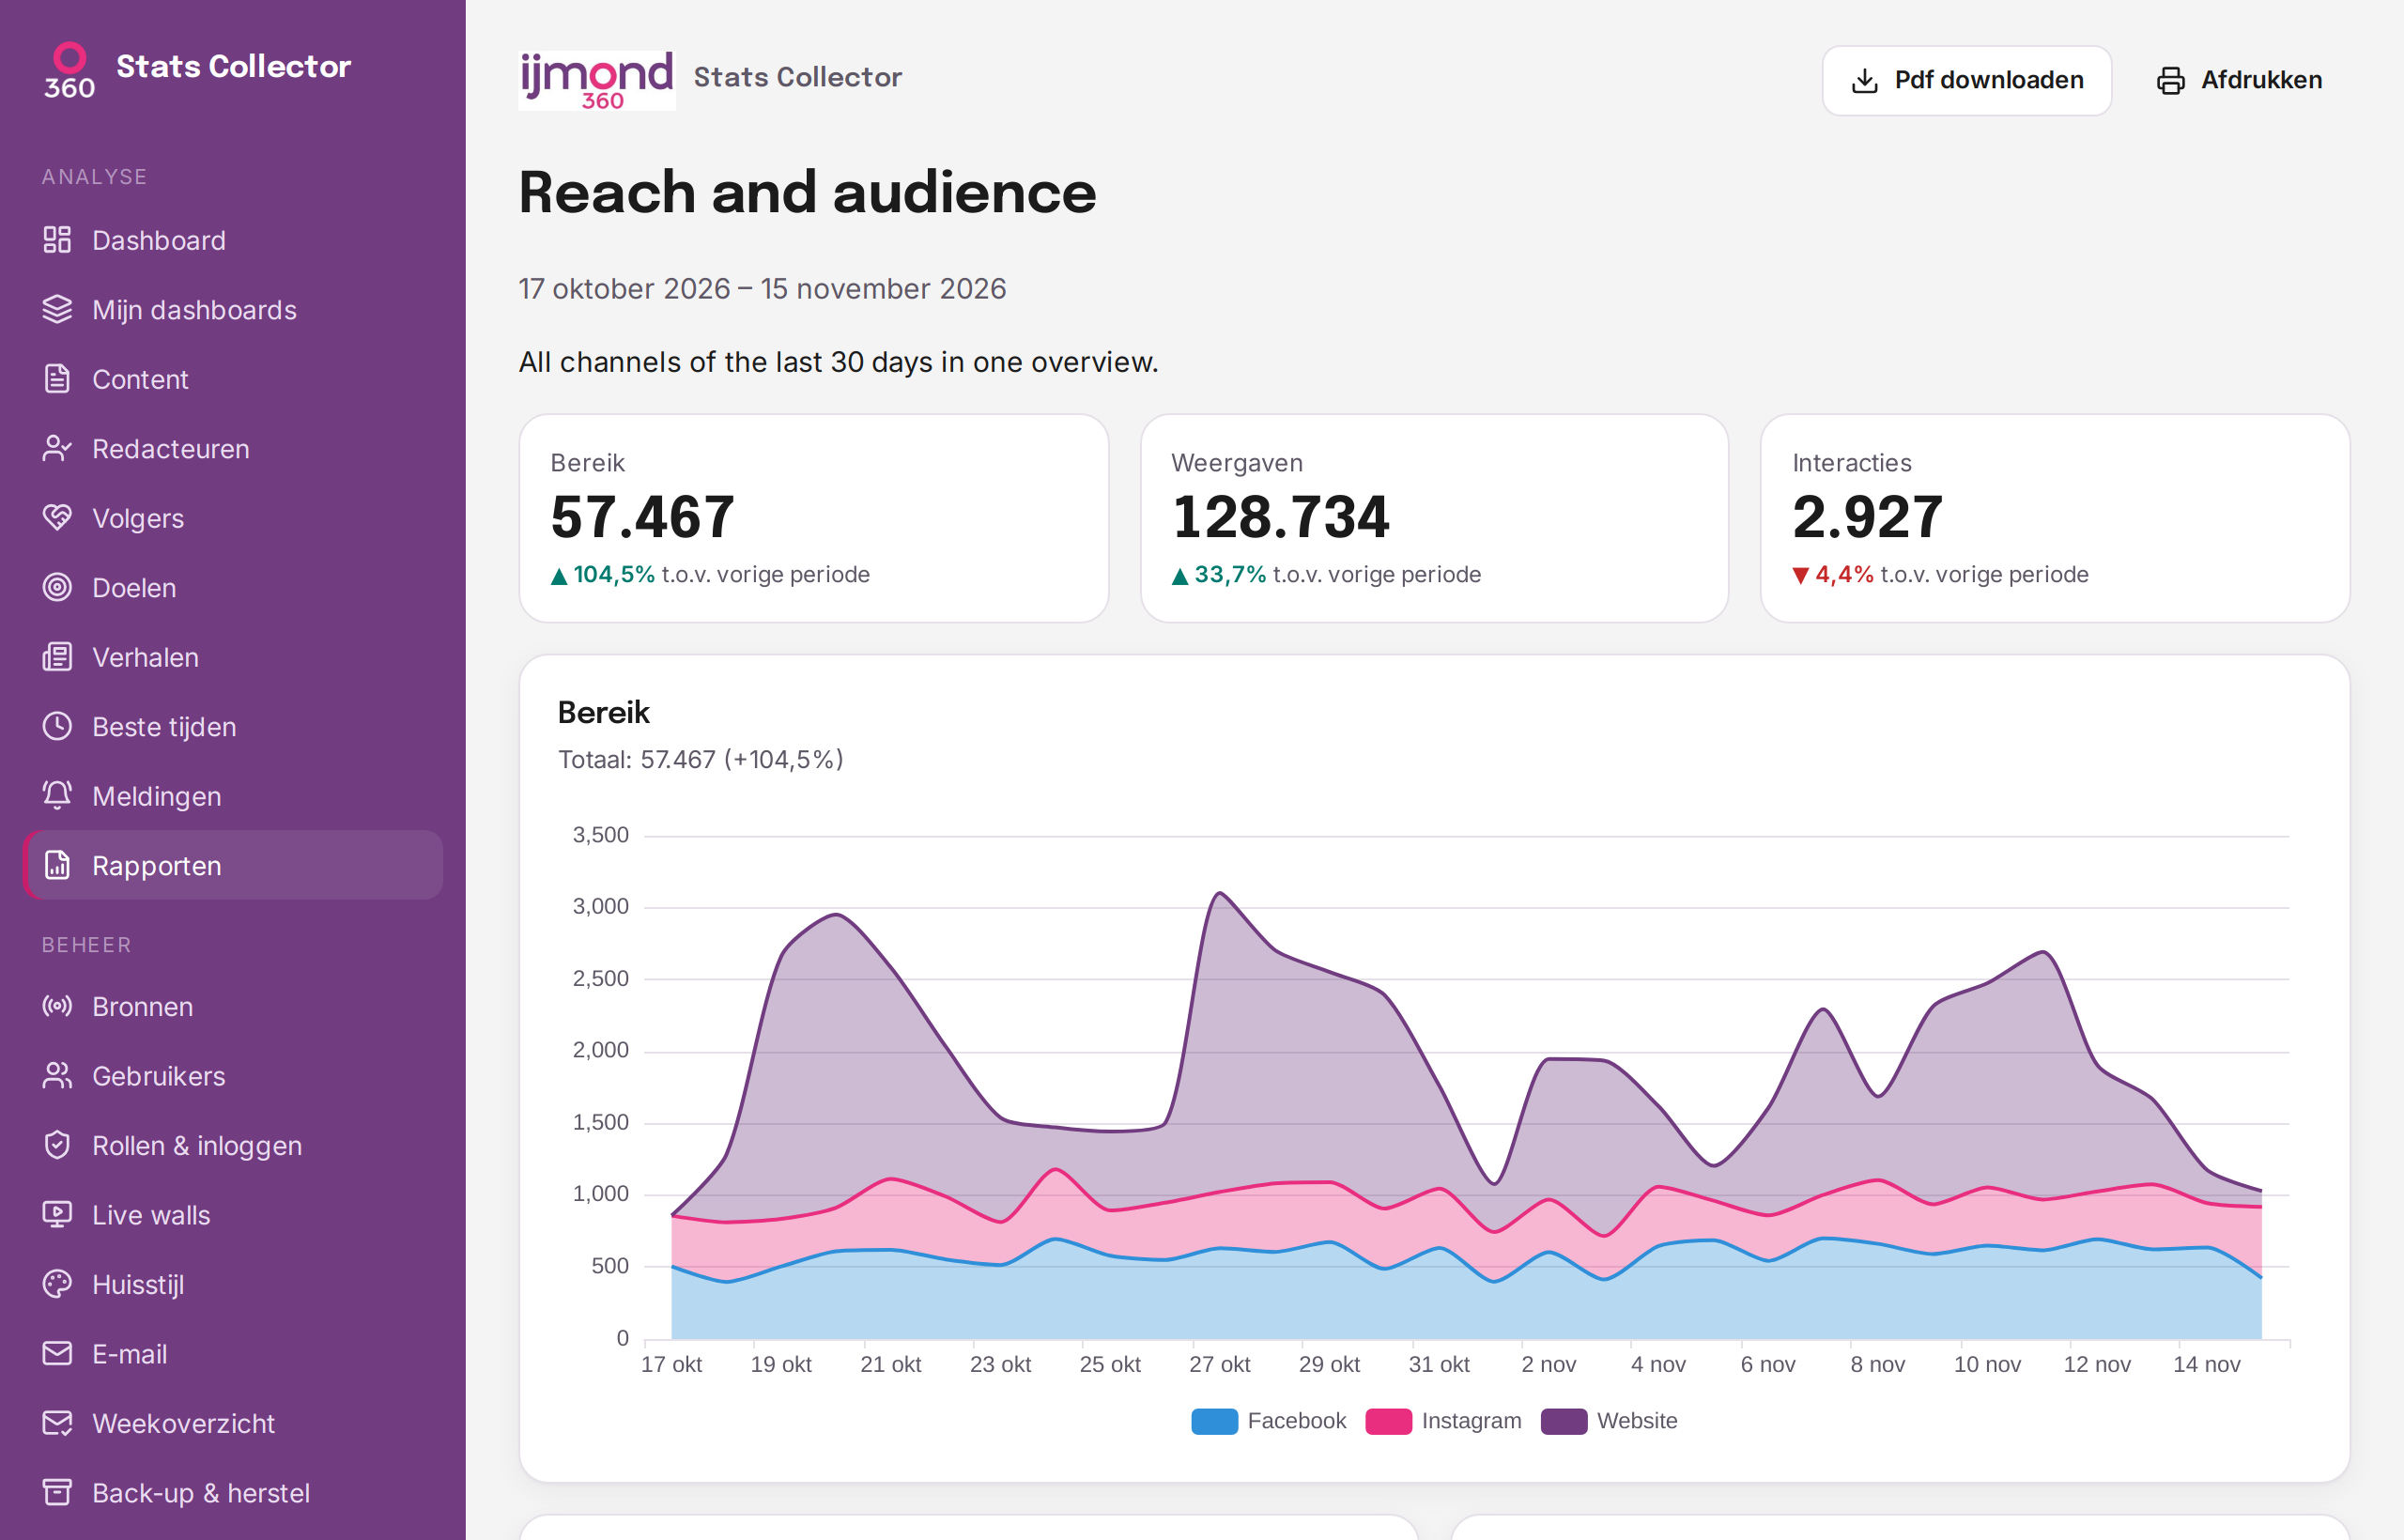 360
Stats Collector
ANALYSE
Dashboard
Mijn dashboards
Content
Redacteuren
Volgers
Doelen
Verhalen
Beste tijden
Meldingen
Rapporten
BEHEER
Bronnen
Gebruikers
Rollen & inloggen
Live walls
Huisstijl
E-mail
Weekoverzicht
Back-up & herstel
ijmond
360
Stats Collector
Pdf downloaden
Afdrukken
Reach and audience
17 oktober 2026 – 15 november 2026
All channels of the last 30 days in one overview.
Bereik
57.467
▲ 104,5% t.o.v. vorige periode
Weergaven
128.734
▲ 33,7% t.o.v. vorige periode
Interacties
2.927
▼ 4,4% t.o.v. vorige periode
Bereik
Totaal: 57.467 (+104,5%)
3,500
3,000
2,500
2,000
1,500
1,000
500
0
17 okt 19 okt 21 okt 23 okt 25 okt 27 okt 29 okt 31 okt 2 nov 4 nov 6 nov 8 nov 10 nov 12 nov 14 nov
Facebook Instagram Website